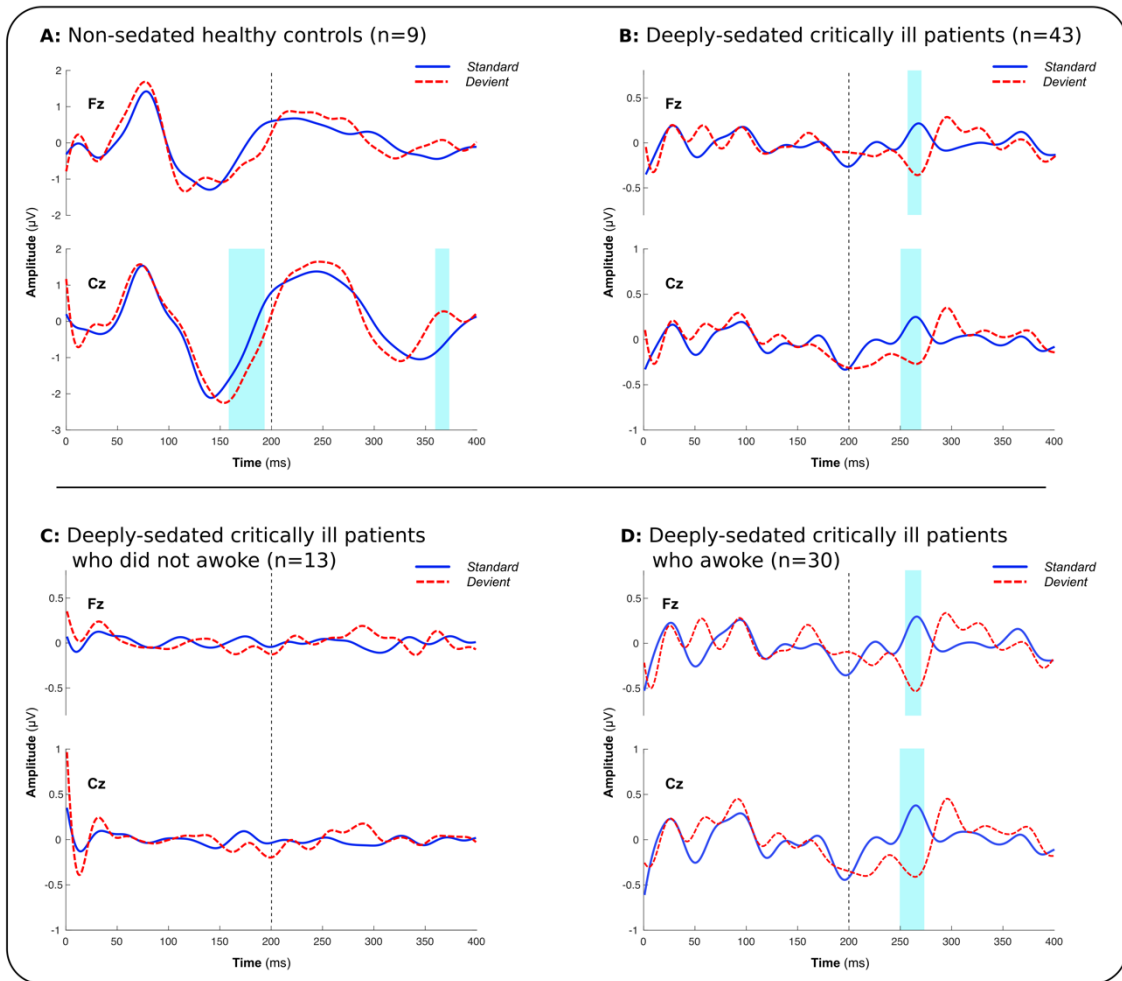 A: Non-sedated healthy controls (n=9)
Standard
Devient
Fz
2
1
0
-1
-2
Amplitude (µV)
Cz
2
1
0
-1
-2
-3
0 50 100 150 200 250 300 350 400
Time (ms)
B: Deeply-sedated critically ill patients (n=43)
Standard
Devient
Fz
0.5
0
-0.5
Amplitude (µV)
Cz
1
0.5
0
-0.5
-1
0 50 100 150 200 250 300 350 400
Time (ms)
C: Deeply-sedated critically ill patients
who did not awoke (n=13)
Standard
Devient
Fz
0.5
0
-0.5
Amplitude (µV)
Cz
1
0.5
0
-0.5
-1
0 50 100 150 200 250 300 350 400
Time (ms)
D: Deeply-sedated critically ill patients
who awoke (n=30)
Standard
Devient
Fz
0.5
0
-0.5
Amplitude (µV)
Cz
1
0.5
0
-0.5
-1
0 50 100 150 200 250 300 350 400
Time (ms)